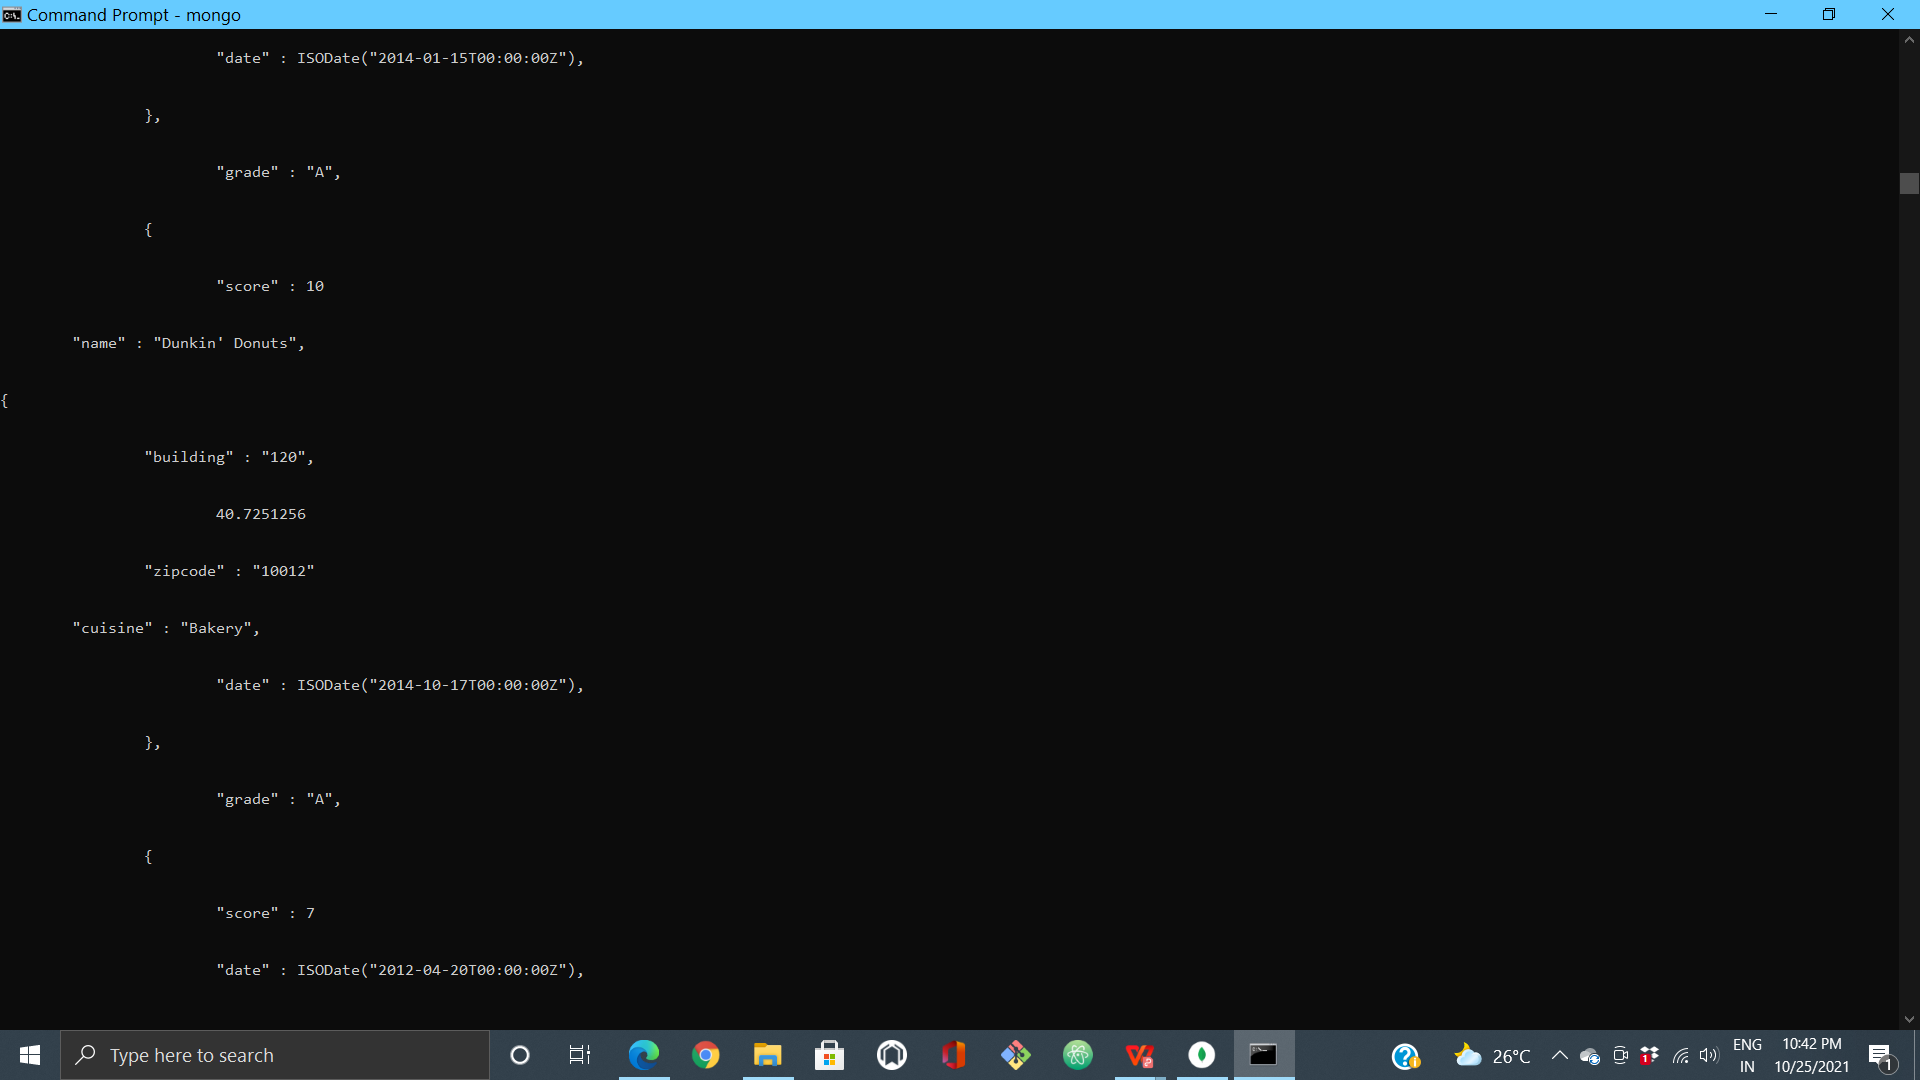 Command Prompt - mongo
"date" : ISODate("2014-01-15T00:00:00Z"),
},
"grade" : "A",
{
"score" : 10
"name" : "Dunkin' Donuts",
{
"building" : "120",
40.7251256
"zipcode" : "10012"
"cuisine" : "Bakery",
"date" : ISODate("2014-10-17T00:00:00Z"),
},
"grade" : "A",
{
"score" : 7
"date" : ISODate("2012-04-20T00:00:00Z"),
Type here to search
26°C
ENG
IN
10:42 PM
10/25/2021
1